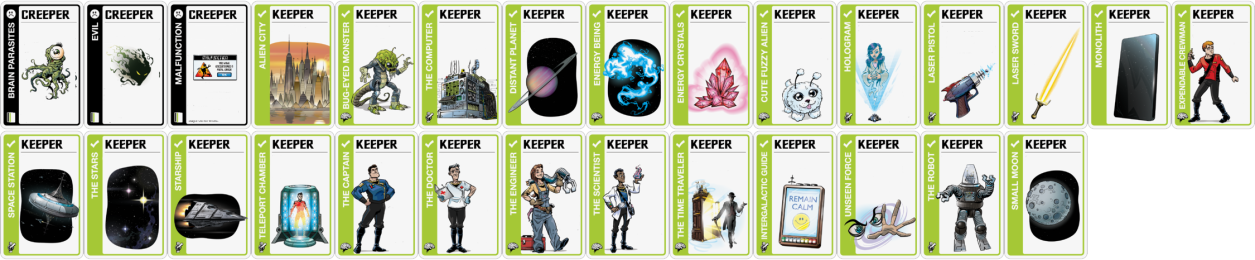 CREEPER
BRAIN PARASITES
CREEPER
EVIL
CREEPER
MALFUNCTION
KEEPER
ALIEN CITY
KEEPER
BUG-EYED MONSTER
KEEPER
THE COMPUTER
KEEPER
DISTANT PLANET
KEEPER
ENERGY BEING
KEEPER
ENERGY CRYSTALS
KEEPER
CUTE FUZZY ALIEN
KEEPER
HOLOGRAM
KEEPER
LASER PISTOL
KEEPER
LASER SWORD
KEEPER
MONOLITH
KEEPER
EXPENDABLE CREWMAN
KEEPER
SPACE STATION
KEEPER
THE STARS
KEEPER
STARSHIP
KEEPER
TELEPORT CHAMBER
KEEPER
THE CAPTAIN
KEEPER
THE DOCTOR
KEEPER
THE ENGINEER
KEEPER
THE SCIENTIST
KEEPER
THE TIME TRAVELER
KEEPER
INTERGALACTIC GUIDE
REMAIN
CALM
KEEPER
UNSEEN FORCE
KEEPER
THE ROBOT
KEEPER
SMALL MOON